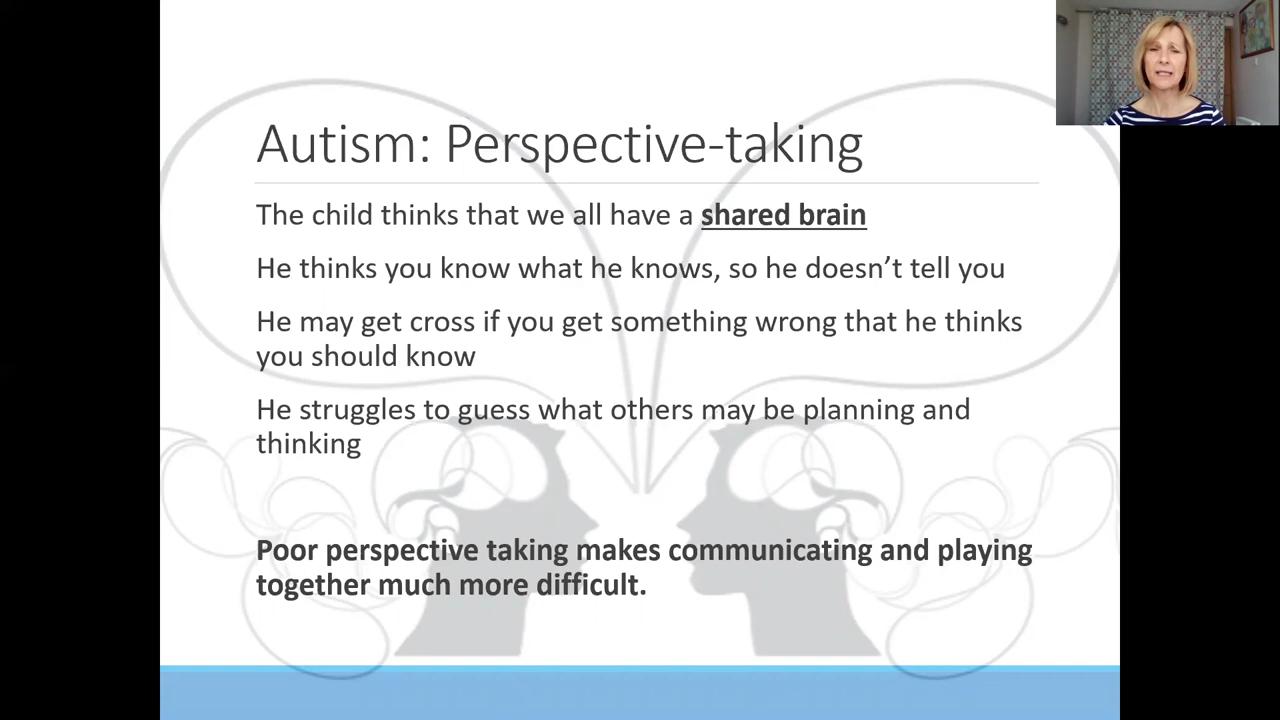 Autism: Perspective-taking
The child thinks that we all have a shared brain
He thinks you know what he knows, so he doesn’t tell you
He may get cross if you get something wrong that he thinks
you should know
He struggles to guess what others may be planning and
thinking
Poor perspective taking makes communicating and playing
together much more difficult.